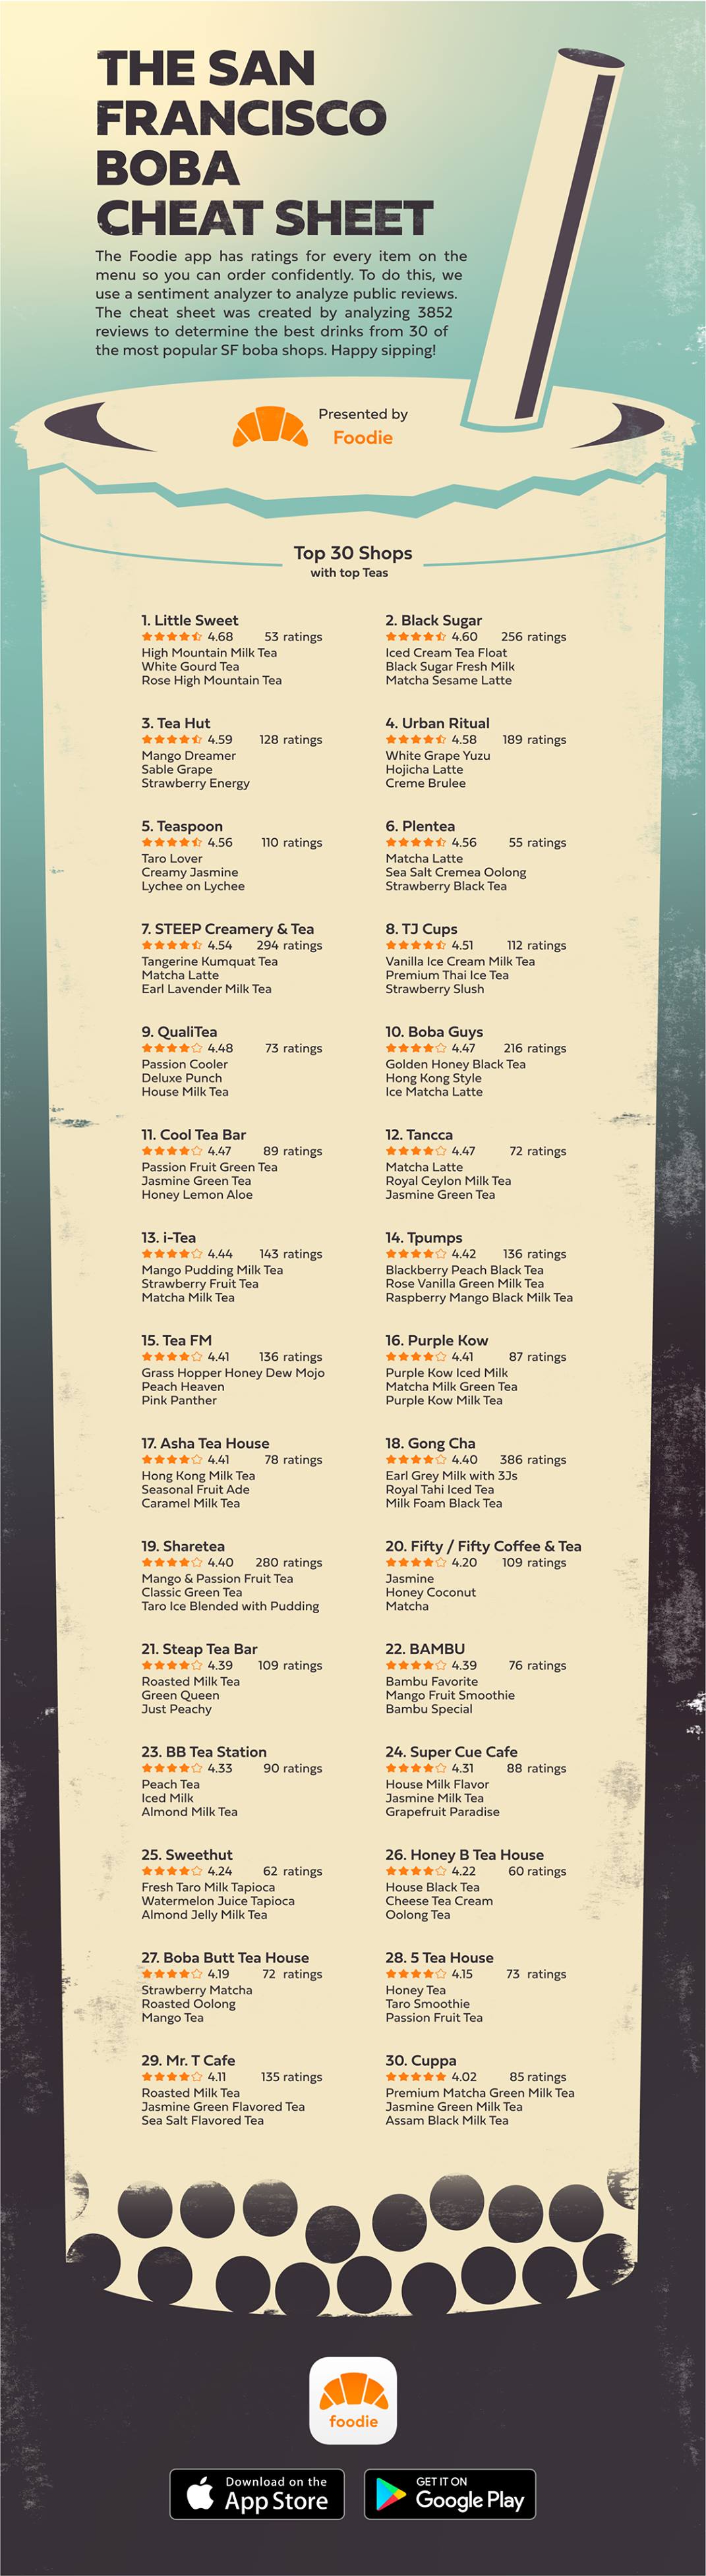 THE SAN
FRANCISCO
BOBA
CHEAT SHEET
The Foodie app has ratings for every item on the
menu so you can order confidently. To do this, we
use a sentiment analyzer to analyze public reviews.
The cheat sheet was created by analyzing 3852
reviews to determine the best drinks from 30 of
the most popular SF boba shops. Happy sipping!
Presented by
Foodie
Top 30 Shops
with top Teas
1. Little Sweet
4.68 53 ratings
High Mountain Milk Tea
White Gourd Tea
Rose High Mountain Tea
2. Black Sugar
4.60 256 ratings
Iced Cream Tea Float
Black Sugar Fresh Milk
Matcha Sesame Latte
3. Tea Hut
4.59 128 ratings
Mango Dreamer
Sable Grape
Strawberry Energy
4. Urban Ritual
4.58 189 ratings
White Grape Yuzu
Hojicha Latte
Creme Brulee
5. Teaspoon
4.56 110 ratings
Taro Lover
Creamy Jasmine
Lychee on Lychee
6. Plentea
4.56 55 ratings
Matcha Latte
Sea Salt Cremea Oolong
Strawberry Black Tea
7. STEEP Creamery & Tea
4.54 294 ratings
Tangerine Kumquat Tea
Matcha Latte
Earl Lavender Milk Tea
8. TJ Cups
4.51 112 ratings
Vanilla Ice Cream Milk Tea
Premium Thai Ice Tea
Strawberry Slush
9. QualiTea
4.48 73 ratings
Passion Cooler
Deluxe Punch
House Milk Tea
10. Boba Guys
4.47 216 ratings
Golden Honey Black Tea
Hong Kong Style
Ice Matcha Latte
11. Cool Tea Bar
4.47 89 ratings
Passion Fruit Green Tea
Jasmine Green Tea
Honey Lemon Aloe
12. Tancca
4.47 72 ratings
Matcha Latte
Royal Ceylon Milk Tea
Jasmine Green Tea
13. i-Tea
4.44 143 ratings
Mango Pudding Milk Tea
Strawberry Fruit Tea
Matcha Milk Tea
14. Tpumps
4.42 136 ratings
Blackberry Peach Black Tea
Rose Vanilla Green Milk Tea
Raspberry Mango Black Milk Tea
15. Tea FM
4.41 136 ratings
Grass Hopper Honey Dew Mojo
Peach Heaven
Pink Panther
16. Purple Kow
4.41 87 ratings
Purple Kow Iced Milk
Matcha Milk Green Tea
Purple Kow Milk Tea
17. Asha Tea House
4.41 78 ratings
Hong Kong Milk Tea
Seasonal Fruit Ade
Caramel Milk Tea
18. Gong Cha
4.40 386 ratings
Earl Grey Milk with 3Js
Royal Tahi Iced Tea
Milk Foam Black Tea
19. Sharetea
4.40 280 ratings
Mango & Passion Fruit Tea
Classic Green Tea
Taro Ice Blended with Pudding
20. Fifty / Fifty Coffee & Tea
4.20 109 ratings
Jasmine
Honey Coconut
Matcha
21. Steap Tea Bar
4.39 109 ratings
Roasted Milk Tea
Green Queen
Just Peachy
22. BAMBU
4.39 76 ratings
Bambu Favorite
Mango Fruit Smoothie
Bambu Special
23. BB Tea Station
4.33 90 ratings
Peach Tea
Iced Milk
Almond Milk Tea
24. Super Cue Cafe
4.31 88 ratings
House Milk Flavor
Jasmine Milk Tea
Grapefruit Paradise
25. Sweethut
4.24 62 ratings
Fresh Taro Milk Tapioca
Watermelon Juice Tapioca
Almond Jelly Milk Tea
26. Honey B Tea House
4.22 60 ratings
House Black Tea
Cheese Tea Cream
Oolong Tea
27. Boba Butt Tea House
4.19 72 ratings
Strawberry Matcha
Roasted Oolong
Mango Tea
28. 5 Tea House
4.15 73 ratings
Honey Tea
Taro Smoothie
Passion Fruit Tea
29. Mr. T Cafe
4.11 135 ratings
Roasted Milk Tea
Jasmine Green Flavored Tea
Sea Salt Flavored Tea
30. Cuppa
4.02 85 ratings
Premium Matcha Green Milk Tea
Jasmine Green Milk Tea
Assam Black Milk Tea
foodie
Download on the
App Store
GET IT ON
Google Play